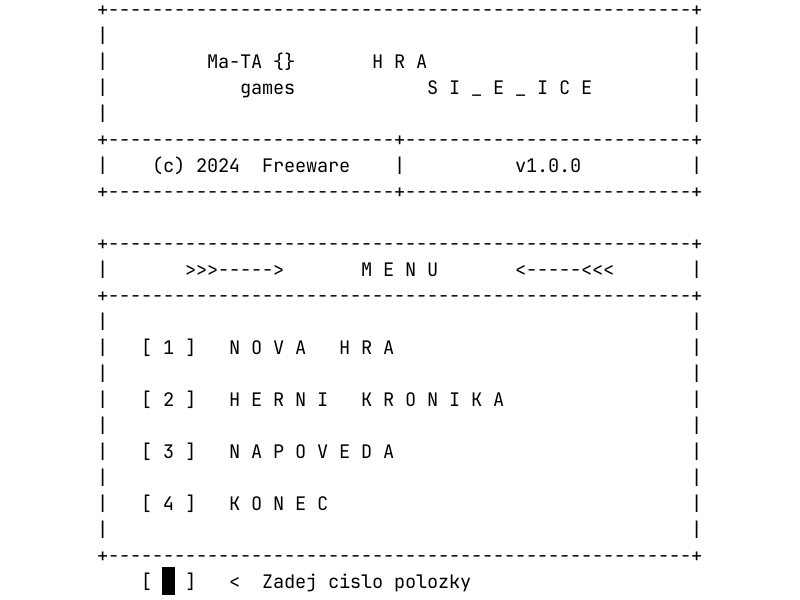 +-----------------------------------------------------+
Ma-TA {} H R A
games S I _ E _ I C E
+--------------------------+--------------------------+
| (c) 2024 Freeware | v1.0.0 |
+--------------------------+--------------------------+
+-----------------------------------------------------+
| >>>-----> M E N U <-----<<< |
+-----------------------------------------------------+
| [ 1 ] N O V A H R A |
| [ 2 ] H E R N I K R O N I K A |
| [ 3 ] N A P O V E D A |
| [ 4 ] K O N E C |
+-----------------------------------------------------+
[ ] < Zadej cislo polozky